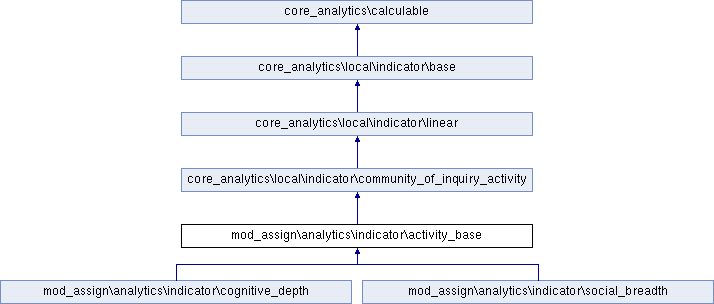 core_analytics\calculable
core_analytics\local\indicator\base
core_analytics\local\indicator\linear
core_analytics\local\indicator\community_of_inquiry_activity
mod_assign\analytics\indicator\activity_base
mod_assign\analytics\indicator\cognitive_depth
mod_assign\analytics\indicator\social_breadth